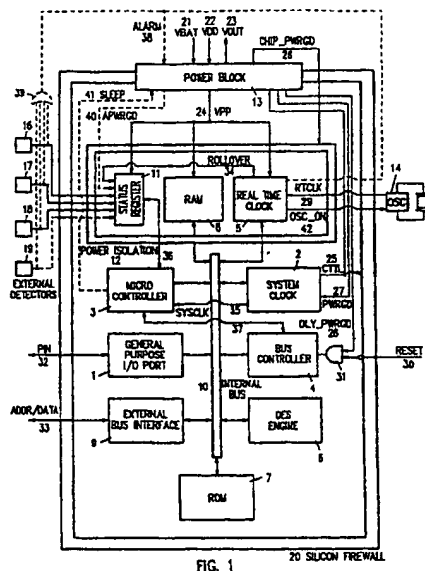 ALARM
38
21
VBAT
22
VDD
23
VOUT
CHIP_PWRGD
26
41 SLEEP
POWER BLOCK
13
39
40
APWRGD
24 VPP
16
17
18
19
EXTERNAL
DETECTORS
11
STATUS
REGISTER
ROLLOVER
34
RAM
REAL TIME
CLOCK
5
RTCLK
29
OSC_ON
42
14
OSC
POWER ISOLATION
12
36
2
25
CTTL
MICRO
CONTROLLER
3
SYSTEM
CLOCK
35
SYSCLK
37
27
PWRGD
DLY_PWRGD
28
PIN
32
GENERAL
PURPOSE
I/O PORT
1
BUS
CONTROLLER
4
31
RESET
30
10
INTERNAL
BUS
ADDR/DATA
33
EXTERNAL
BUS INTERFACE
9
DES
ENGINE
7
20 SILICON FIREWALL
FIG. 1